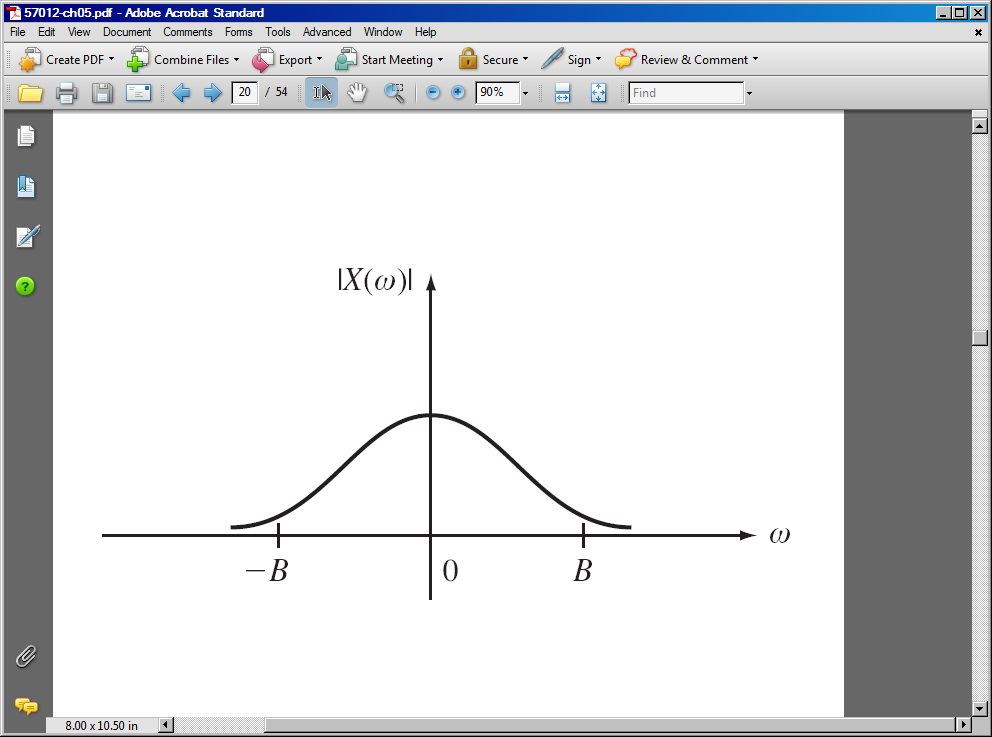 57012-ch05.pdf - Adobe Acrobat Standard
File Edit View Document Comments Forms Tools Advanced Window Help
Create PDF Combine Files Export Start Meeting Secure Sign Review & Comment
20 / 54 90% Find
|X(ω)|
ω
−B 0 B
8.00 x 10.50 in